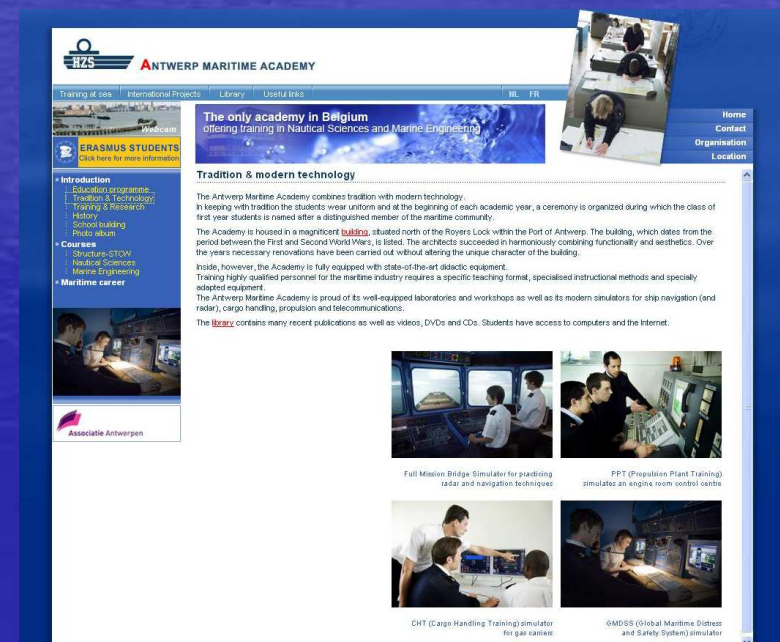 HZS
ANTWERP MARITIME ACADEMY
Training at sea
International Projects
Library
Useful links
NL
FR
Webcam
ERASMUS STUDENTS
Click here for more information
The only academy in Belgium
offering training in Nautical Sciences and Marine Engineering
Home
Contact
Organisation
Location
Introduction
Education programme
Tradition & Technology
Training & Research
History
School building
Photo album
Courses
Structure-STCW
Nautical Sciences
Marine Engineering
Maritime career
Associatie Antwerpen
Tradition & modern technology
The Antwerp Maritime Academy combines tradition with modern technology.
In keeping with tradition the students wear uniform and at the beginning of each academic year, a ceremony is organized during which the class of
first year students is named after a distinguished member of the maritime community.
The Academy is housed in a magnificent building, situated north of the Royers Lock within the Port of Antwerp. The building, which dates from the
period between the First and Second World Wars, is listed. The architects succeeded in harmoniously combining functionality and aesthetics. Over
the years necessary renovations have been carried out without altering the unique character of the building.
Inside, however, the Academy is fully equipped with state-of-the-art didactic equipment.
Training highly qualified personnel for the maritime industry requires a specific teaching format, specialised instructional methods and specially
adapted equipment.
The Antwerp Maritime Academy is proud of its well-equipped laboratories and workshops as well as its modern simulators for ship navigation (and
radar), cargo handling, propulsion and telecommunications.
The library contains many recent publications as well as videos, DVDs and CDs. Students have access to computers and the Internet.
Full Mission Bridge Simulator for practicing
radar and navigation techniques
PPT (Propulsion Plant Training)
simulates an engine room control centre
CHT (Cargo Handling Training) simulator
for gas carriers
GMDSS (Global Maritime Distress
and Safety System) simulator